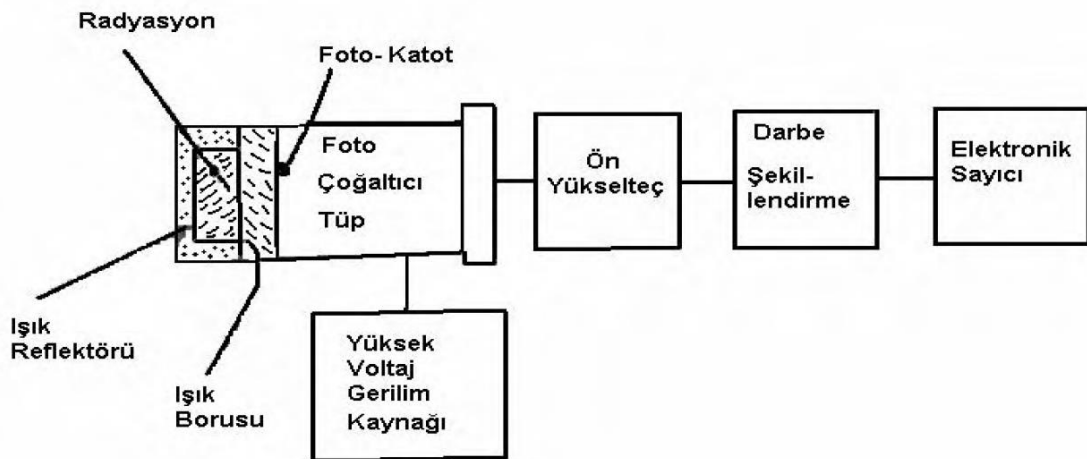 Radyasyon
Foto- Katot
Foto
Çoğaltıcı
Tüp
Ön
Yükselteç
Darbe
Şekil-
lendirme
Elektronik
Sayıcı
Işık
Reflektörü
Işık
Borusu
Yüksek
Voltaj
Gerilim
Kaynağı